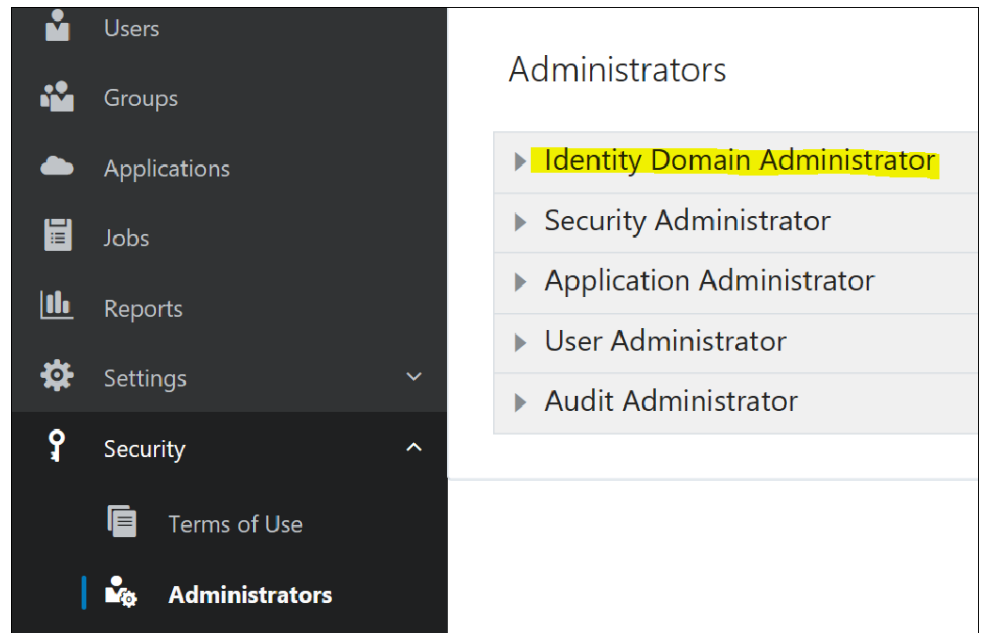 Users
Groups
Applications
Jobs
Reports
Settings
Security
Terms of Use
Administrators
Administrators
Identity Domain Administrator
Security Administrator
Application Administrator
User Administrator
Audit Administrator